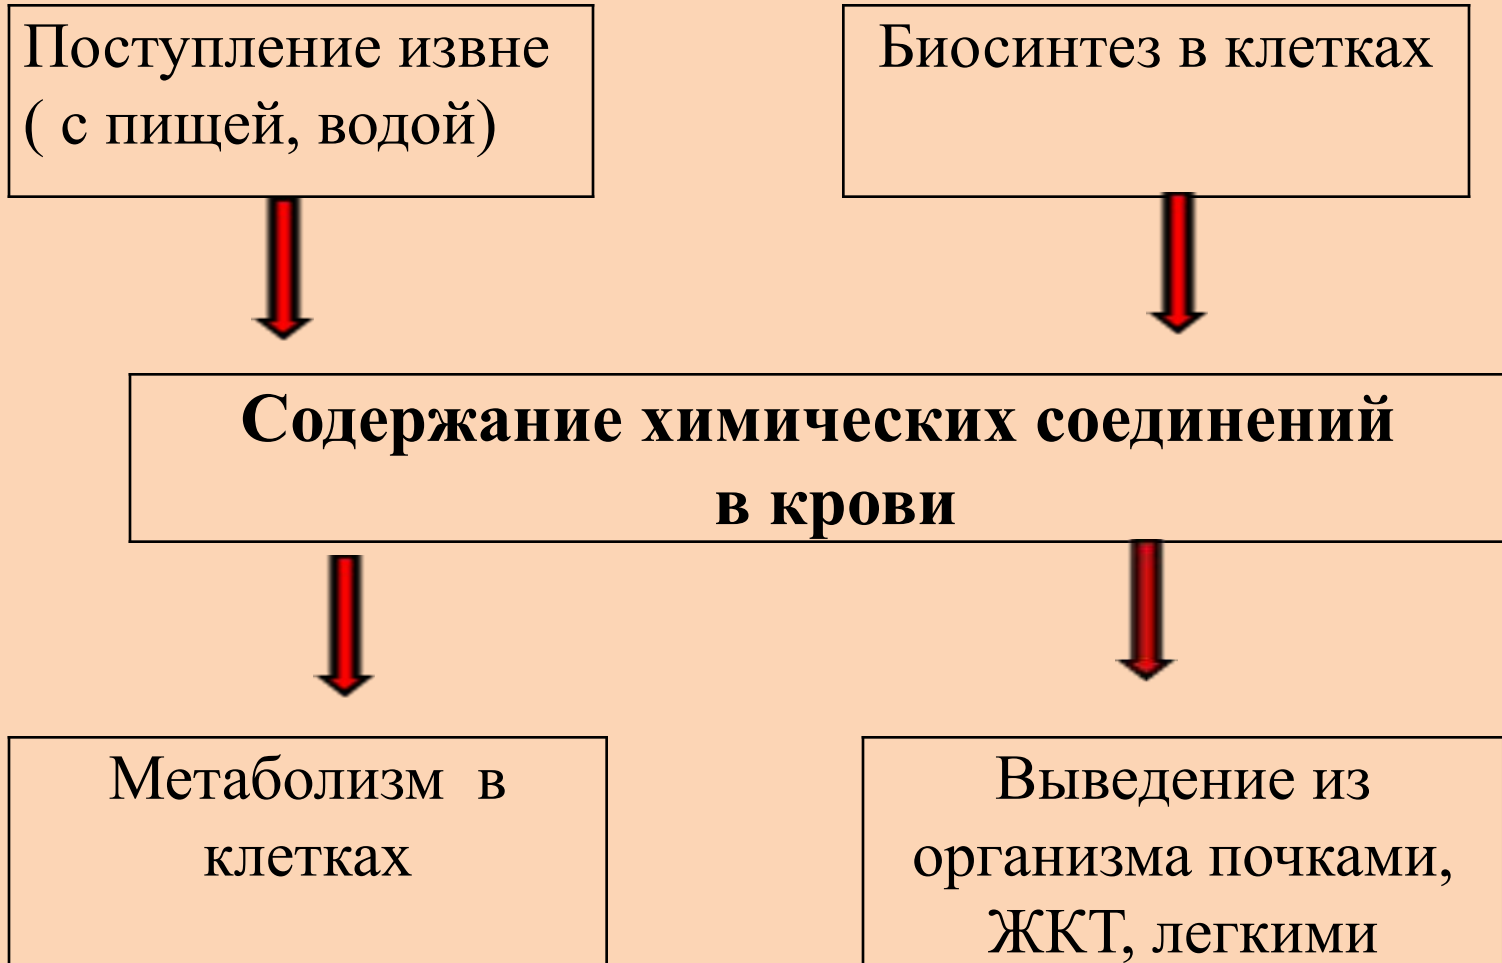 Поступление извне
( с пищей, водой)
Биосинтез в клетках
Содержание химических соединений
в крови
Метаболизм в
клетках
Выведение из
организма почками,
ЖКТ, легкими